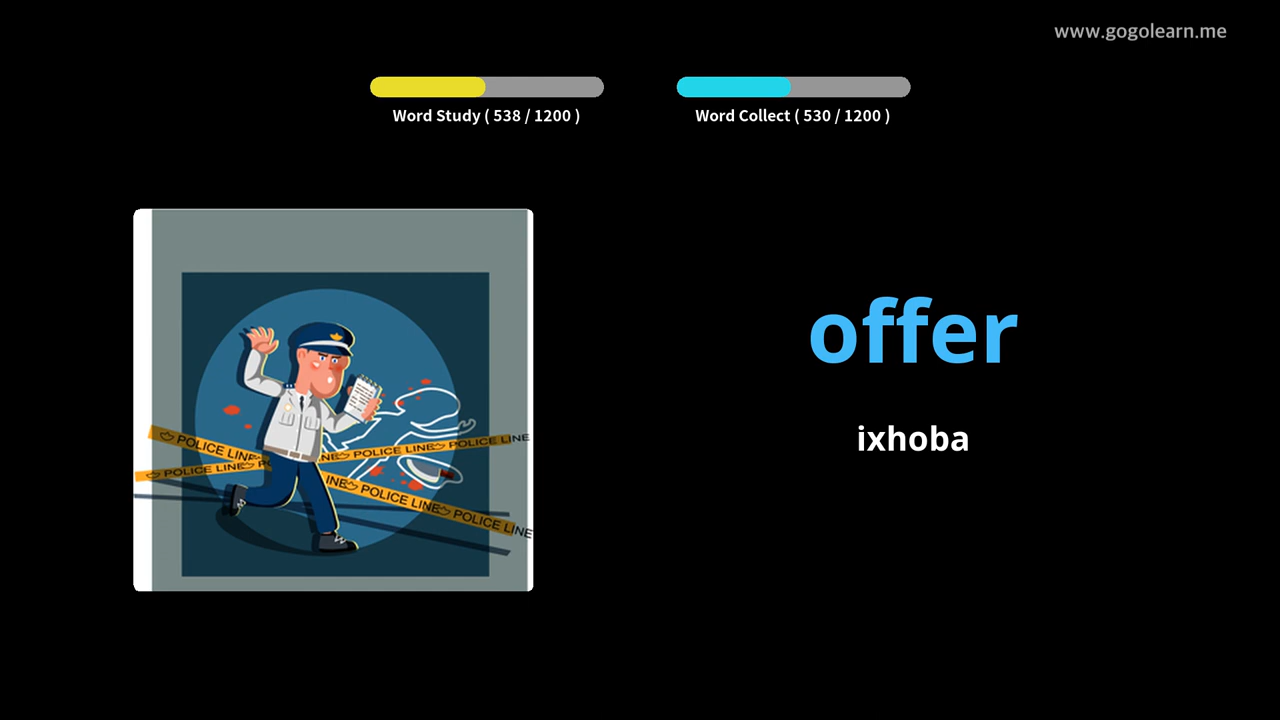 www.gogolearn.me
Word Study ( 538 / 1200 )
Word Collect ( 530 / 1200 )
offer
ixhoba
POLICE LINE
POLICE LINE
POLICE LINE
POLICE LINE
POLICE LINE